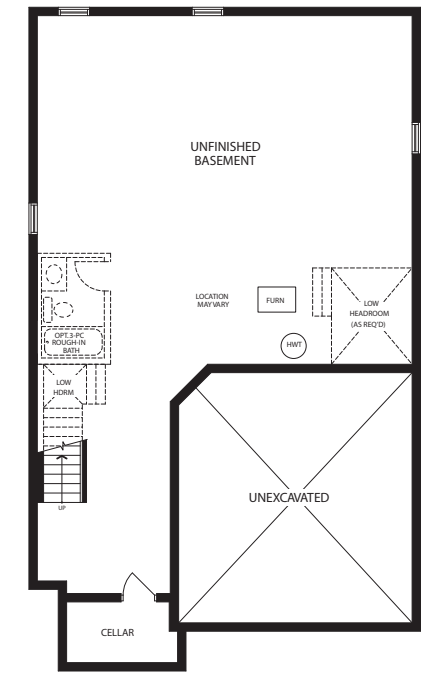 UNFINISHED
BASEMENT
LOCATION
MAY VARY
FURN
LOW
HEADROOM
(AS REQ'D)
HWT
OPT.3-PC
ROUGH-IN
BATH
LOW
HDRM
UP
UNEXCAVATED
CELLAR